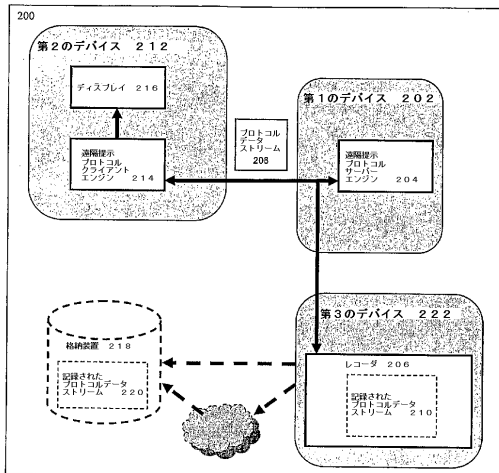 200
第2のデバイス 212
ディスプレイ 216
遠隔提示
プロトコル
クライアント
エンジン 214
プロトコル
データ
ストリーム
208
第1のデバイス 202
遠隔提示
プロトコル
サーバー
エンジン 204
第3のデバイス 222
レコーダ 206
記録された
プロトコルデータ
ストリーム
210
格納装置 218
記録された
プロトコルデータ
ストリーム
220